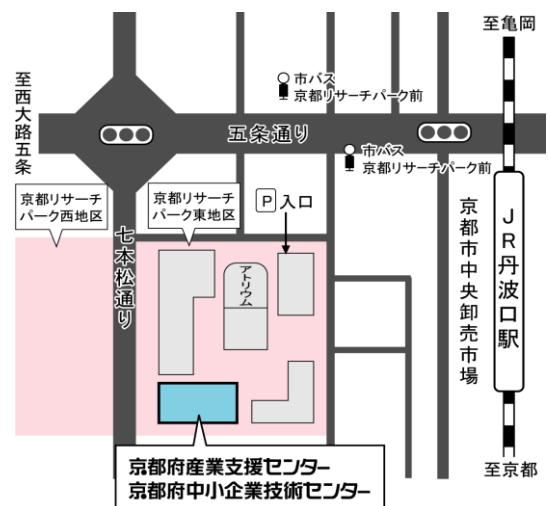 至亀岡
至西大路五条
市バス
京都リサーチパーク前
五条通り
市バス
京都リサーチパーク前
京都リサーチ
パーク西地区
京都リサーチ
パーク東地区
P 入口
七本松通り
アトリウム
京都市中央卸売市場
JR丹波口駅
京都府産業支援センター
京都府中小企業技術センター
至京都